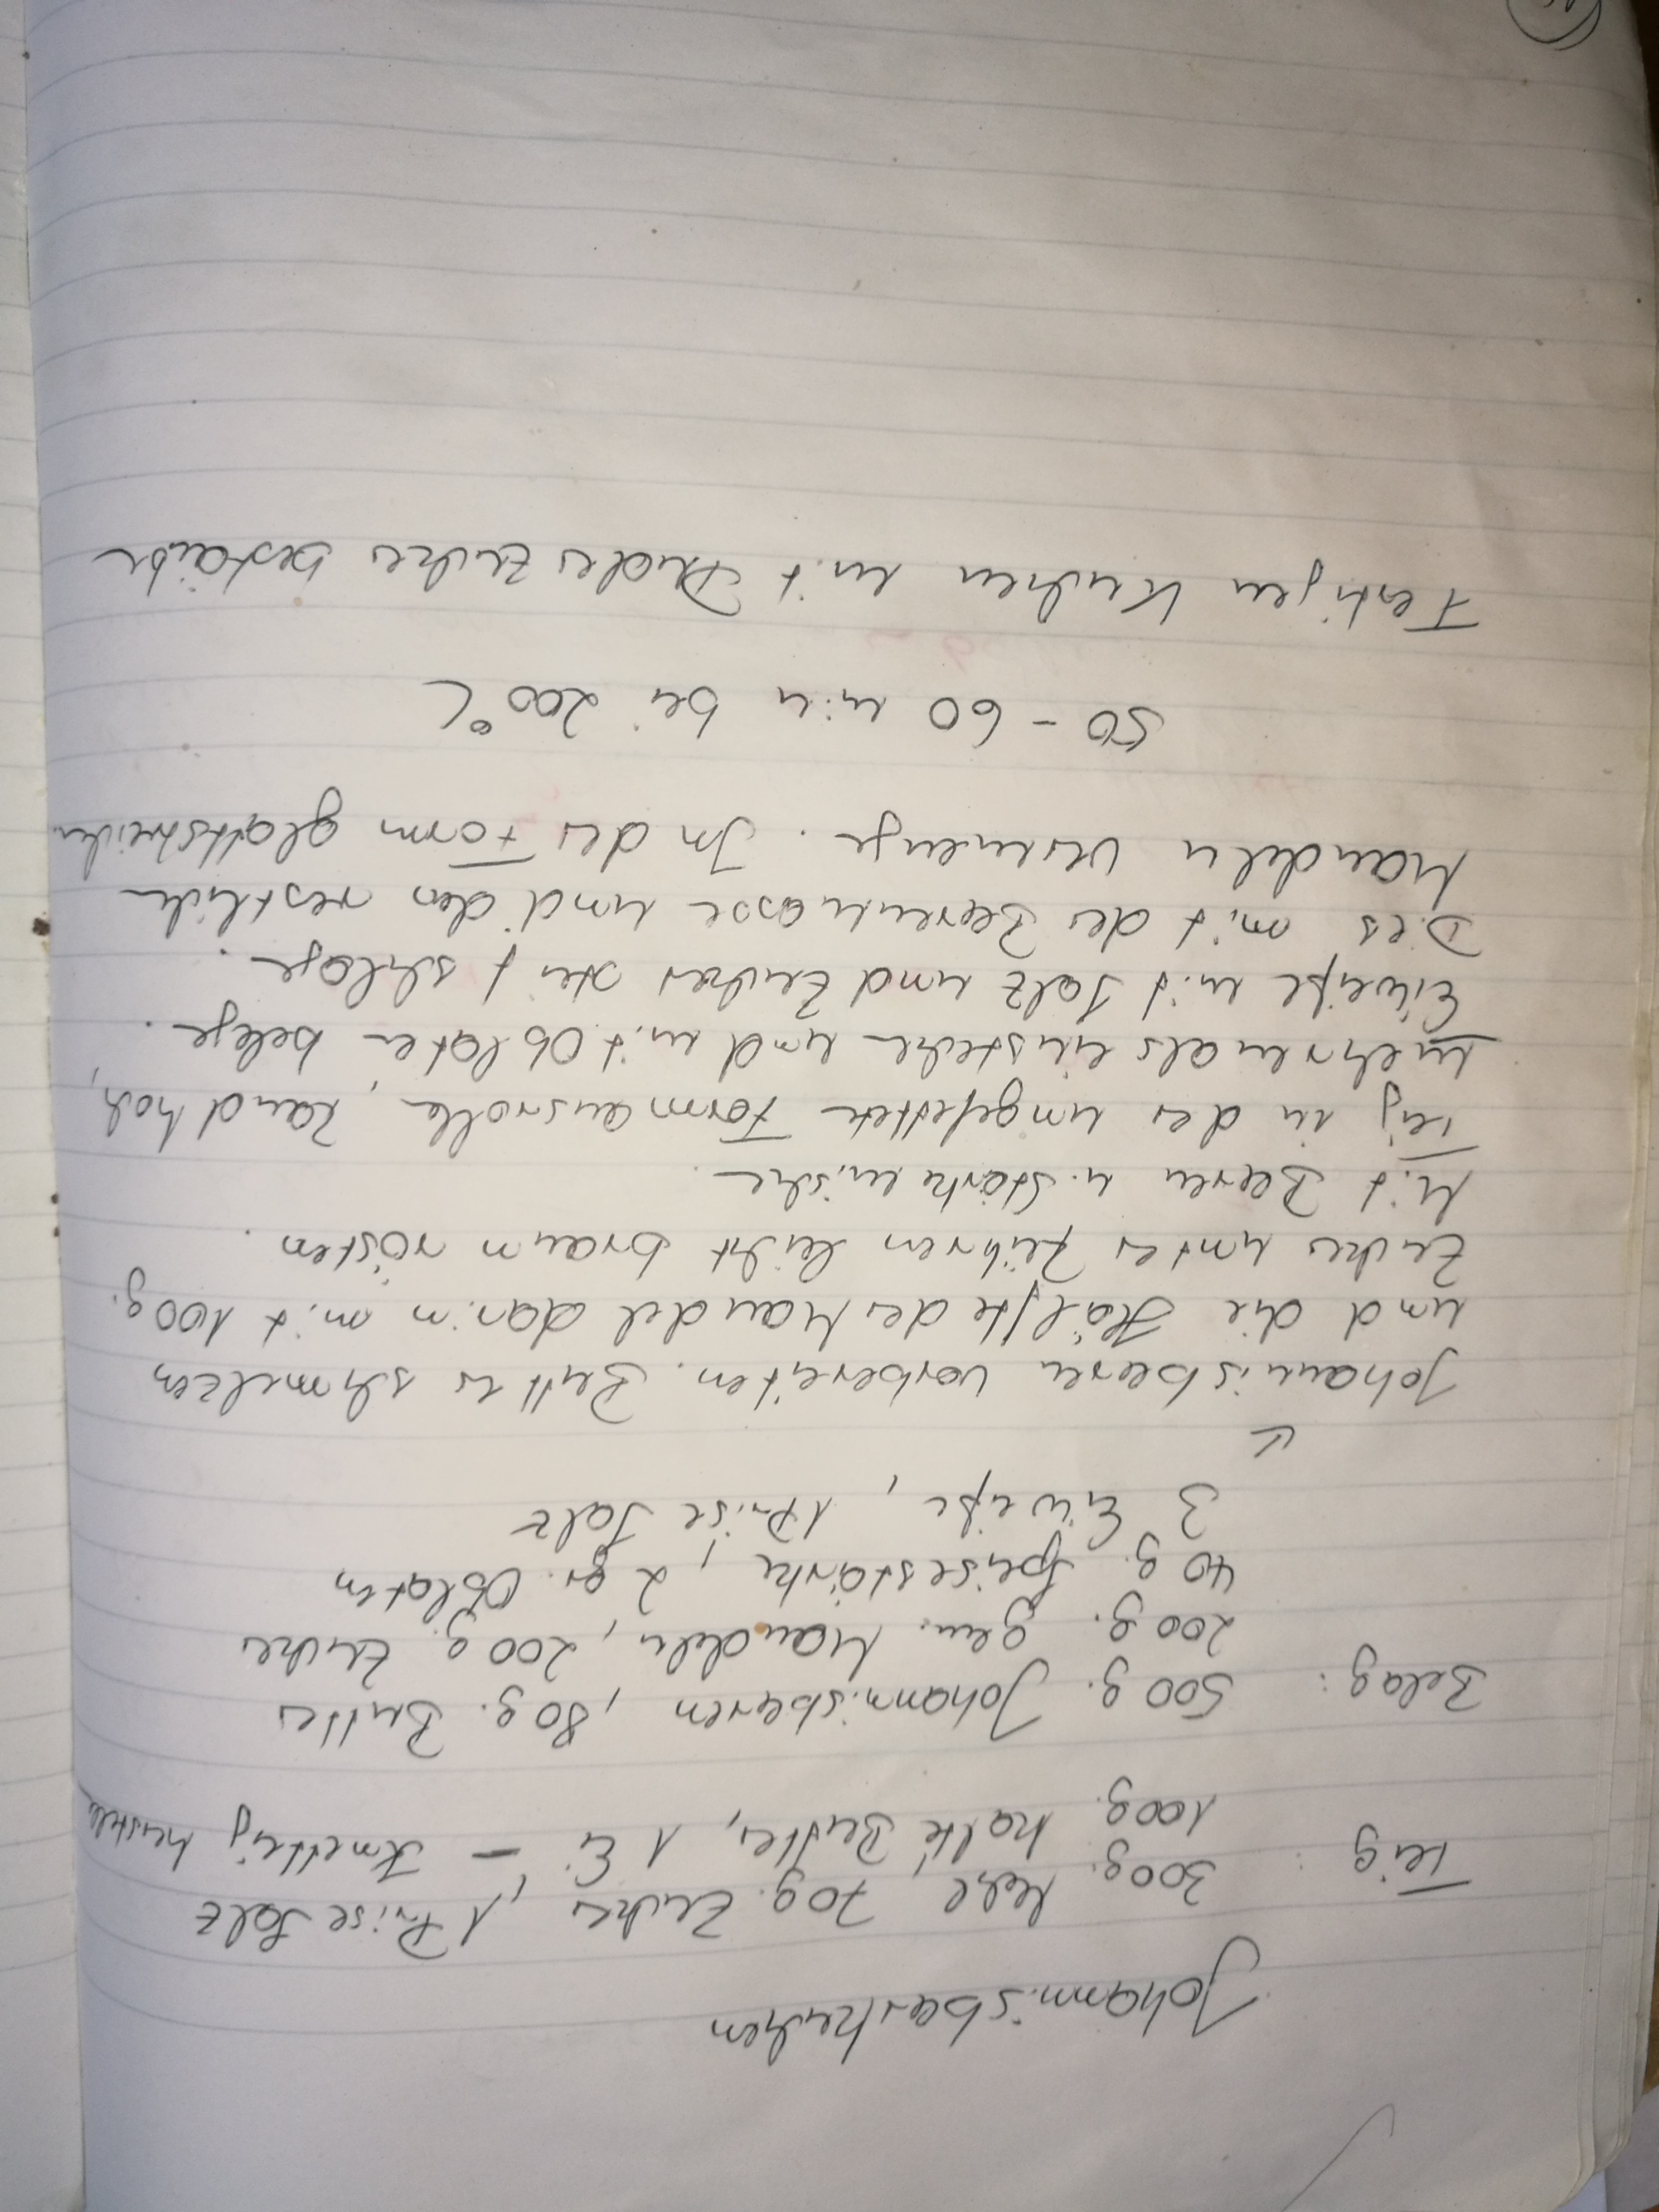 Johannisbeerkuchen
Teig : 300g. Mehl, 70g. Zucker, 1 Prise Salz
100g. kalte Butter, 1 Ei – Knetteig herstellen
Belag: 500 g. Johannisbeeren, 80 g. Butter
200 g. gem. Mandeln, 200 g. Zucker
40 g. Speisestärke, 2 gr. Oblaten
3 Eiweiße, 1 Prise Salz
Johannisbeeren vorbereiten. Butter schmelzen
und die Hälfte der Mandel darin mit 100 g.
Zucker unter Rühren leicht braun rösten.
Mit Beeren u. Stärke mischen.
Teig in der ungefetteten Form ausrollen, Rand hoch,
mehremals einstechen und mit Oblaten belegen.
Eiweiße mit Salz und Zucker steif schlagen.
Dies mit der Beerenmasse und den restlichen
Mandeln vermengen. In der Form glattstreichen.
50 – 60 min bei 200°C
Fertigen Kuchen mit Puderzucker bestäuben